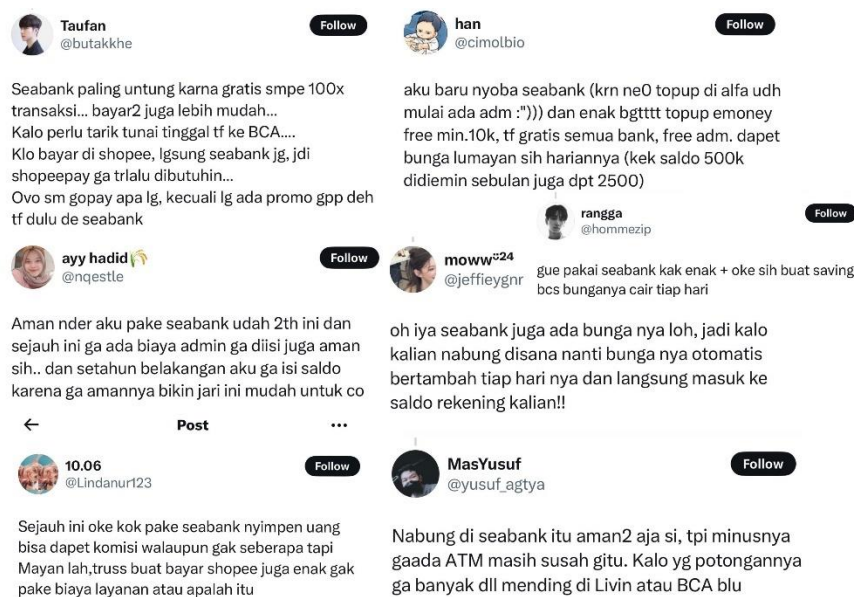 Taufan
@butakkhe
Follow
Seabank paling untung karna gratis smpe 100x
transaksi... bayar2 juga lebih mudah...
Kalo perlu tarik tunai tinggal tf ke BCA....
Klo bayar di shopee, lgsung seabank jg, jdi
shopeepay ga trlalu dibutuhin...
Ovo sm gopay apa lg, kecuali lg ada promo gpp deh
tf dulu de seabank
han
@cimolbio
Follow
aku baru nyoba seabank (krn ne0 topup di alfa udh
mulai ada adm :"))) dan enak bgtttt topup emoney
free min.10k, tf gratis semua bank, free adm. dapet
bunga lumayan sih hariannya (kek saldo 500k
didiemin sebulan juga dpt 2500)
rangga
@hommezip
Follow
gue pakai seabank kak enak + oke sih buat saving
bcs bunganya cair tiap hari
ayy hadid
@nqestle
Follow
Aman nder aku pake seabank udah 2th ini dan
sejauh ini ga ada biaya admin ga diisi juga aman
sih.. dan setahun belakangan aku ga isi saldo
karena ga amannya bikin jari ini mudah untuk co
moww 24
@jeffieygnr
oh iya seabank juga ada bunga nya loh, jadi kalo
kalian nabung disana nanti bunga nya otomatis
bertambah tiap hari nya dan langsung masuk ke
saldo rekening kalian!!
Post
10.06
@Lindanur123
Follow
Sejauh ini oke kok pake seabank nyimpen uang
bisa dapet komisi walaupun gak seberapa tapi
Mayan lah,truss buat bayar shopee juga enak gak
pake biaya layanan atau apalah itu
MasYusuf
@yusuf_agtya
Follow
Nabung di seabank itu aman2 aja si, tpi minusnya
gaada ATM masih susah gitu. Kalo yg potongannya
ga banyak dll mending di Livin atau BCA blu